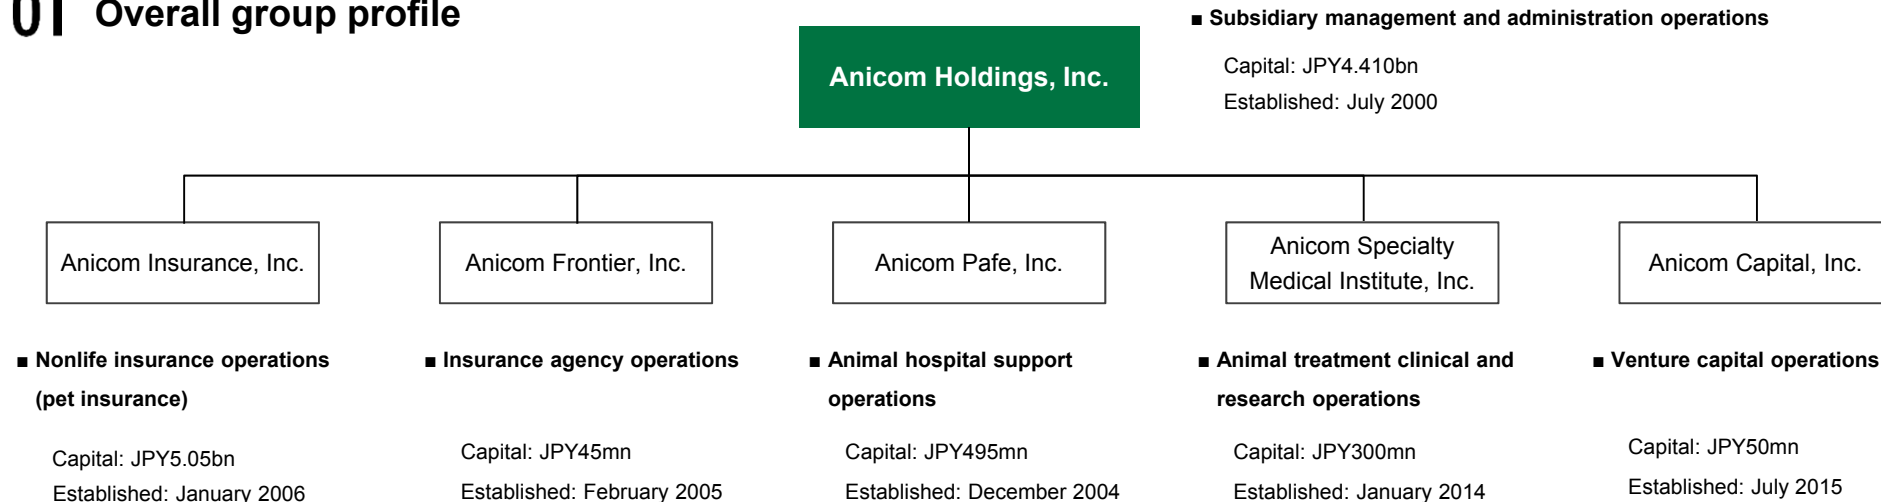 01 Overall group profile
■ Subsidiary management and administration operations
Capital: JPY4.410bn
Established: July 2000
Anicom Holdings, Inc.
Anicom Insurance, Inc.
■ Nonlife insurance operations
(pet insurance)
Capital: JPY5.05bn
Established: January 2006
Anicom Frontier, Inc.
■ Insurance agency operations
Capital: JPY45mn
Established: February 2005
Anicom Pafe, Inc.
■ Animal hospital support
operations
Capital: JPY495mn
Established: December 2004
Anicom Specialty
Medical Institute, Inc.
■ Animal treatment clinical and
research operations
Capital: JPY300mn
Established: January 2014
Anicom Capital, Inc.
■ Venture capital operations
Capital: JPY50mn
Established: July 2015